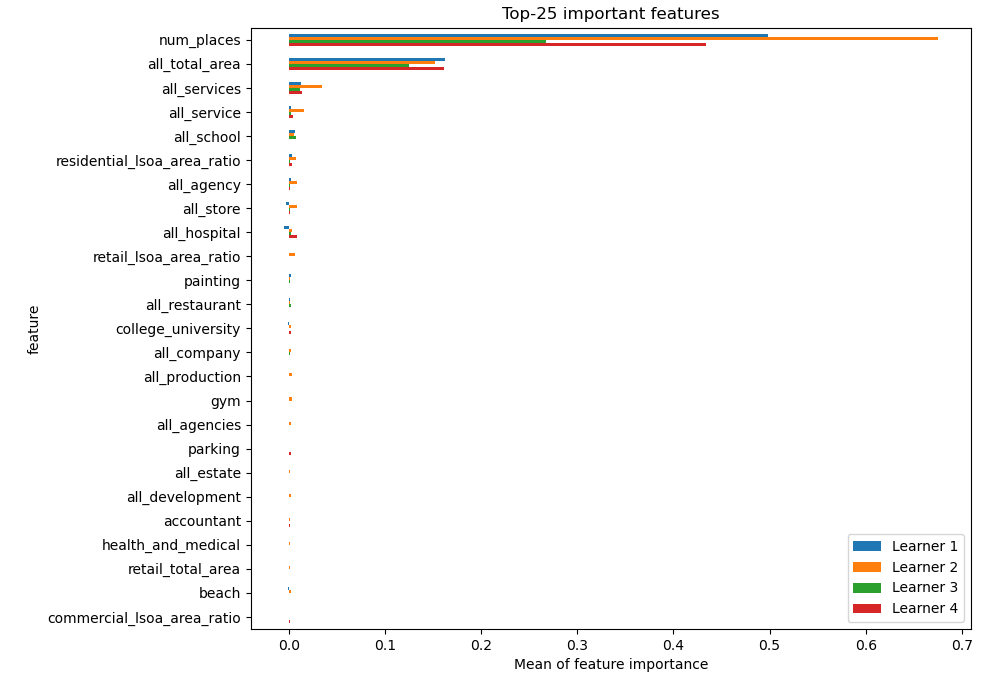 Top-25 important features
num_places
all_total_area
all_services
all_service
all_school
residential_lsoa_area_ratio
all_agency
all_store
all_hospital
retail_lsoa_area_ratio
painting
all_restaurant
college_university
all_company
all_production
gym
all_agencies
parking
all_estate
all_development
accountant
health_and_medical
retail_total_area
beach
commercial_lsoa_area_ratio
feature
Learner 1
Learner 2
Learner 3
Learner 4
0.0 0.1 0.2 0.3 0.4 0.5 0.6 0.7
Mean of feature importance